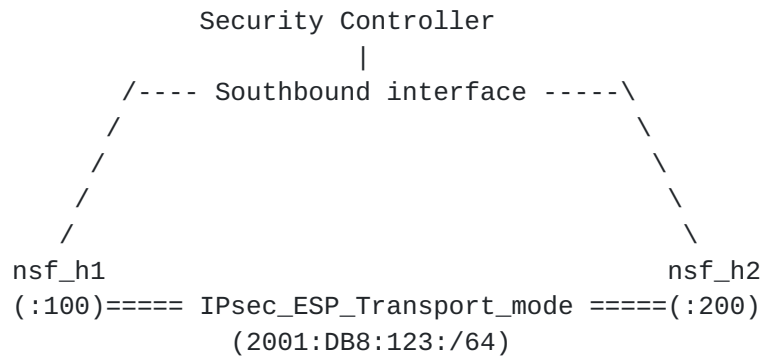 Security Controller
|
/---- Southbound interface -----\
/ \
/ \
/ \
/ \
nsf_h1 nsf_h2
(:100)===== IPsec_ESP_Transport_mode =====(:200)
(2001:DB8:123:/64)